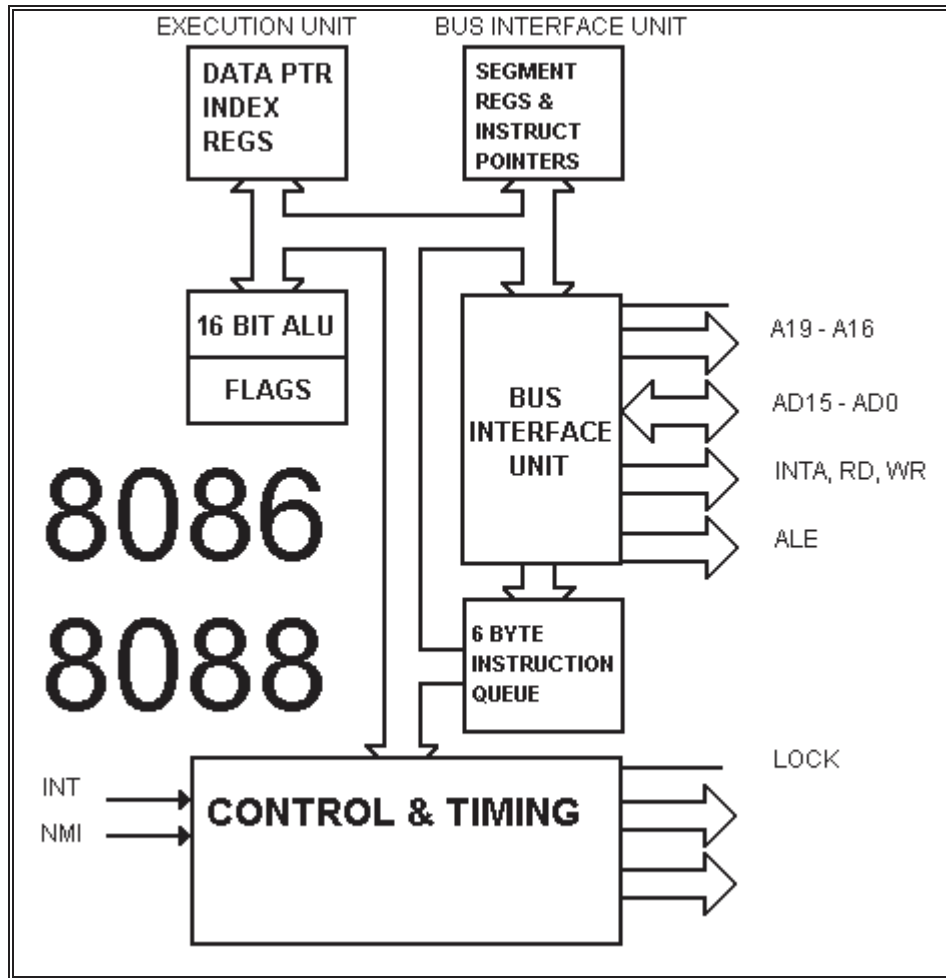 EXECUTION UNIT
BUS INTERFACE UNIT
DATA PTR
INDEX
REGS
SEGMENT
REGS &
INSTRUCT
POINTERS
16 BIT ALU
FLAGS
BUS
INTERFACE
UNIT
A19 - A16
AD15 - AD0
INTA, RD, WR
ALE
8086
8088
6 BYTE
INSTRUCTION
QUEUE
INT
NMI
CONTROL & TIMING
LOCK